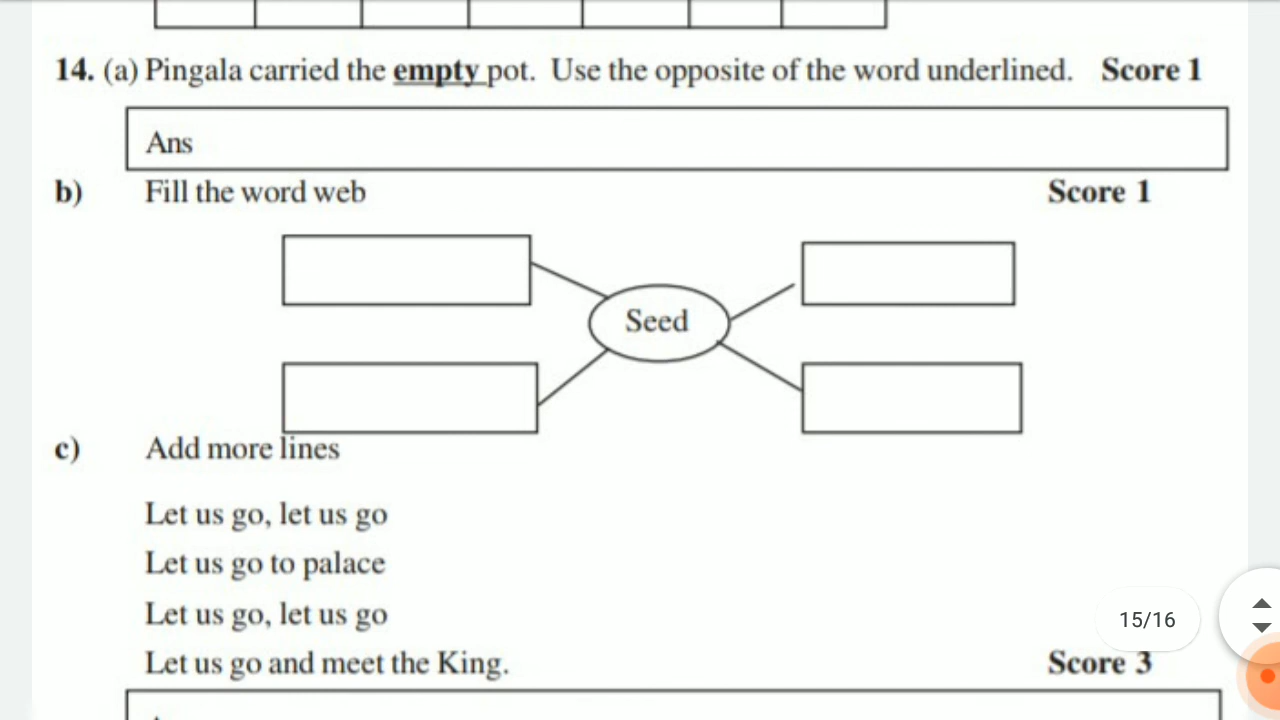 14. (a) Pingala carried the empty pot. Use the opposite of the word underlined. Score 1
Ans
b) Fill the word web Score 1
Seed
c) Add more lines
Let us go, let us go
Let us go to palace
Let us go, let us go
15/16
Let us go and meet the King. Score 3